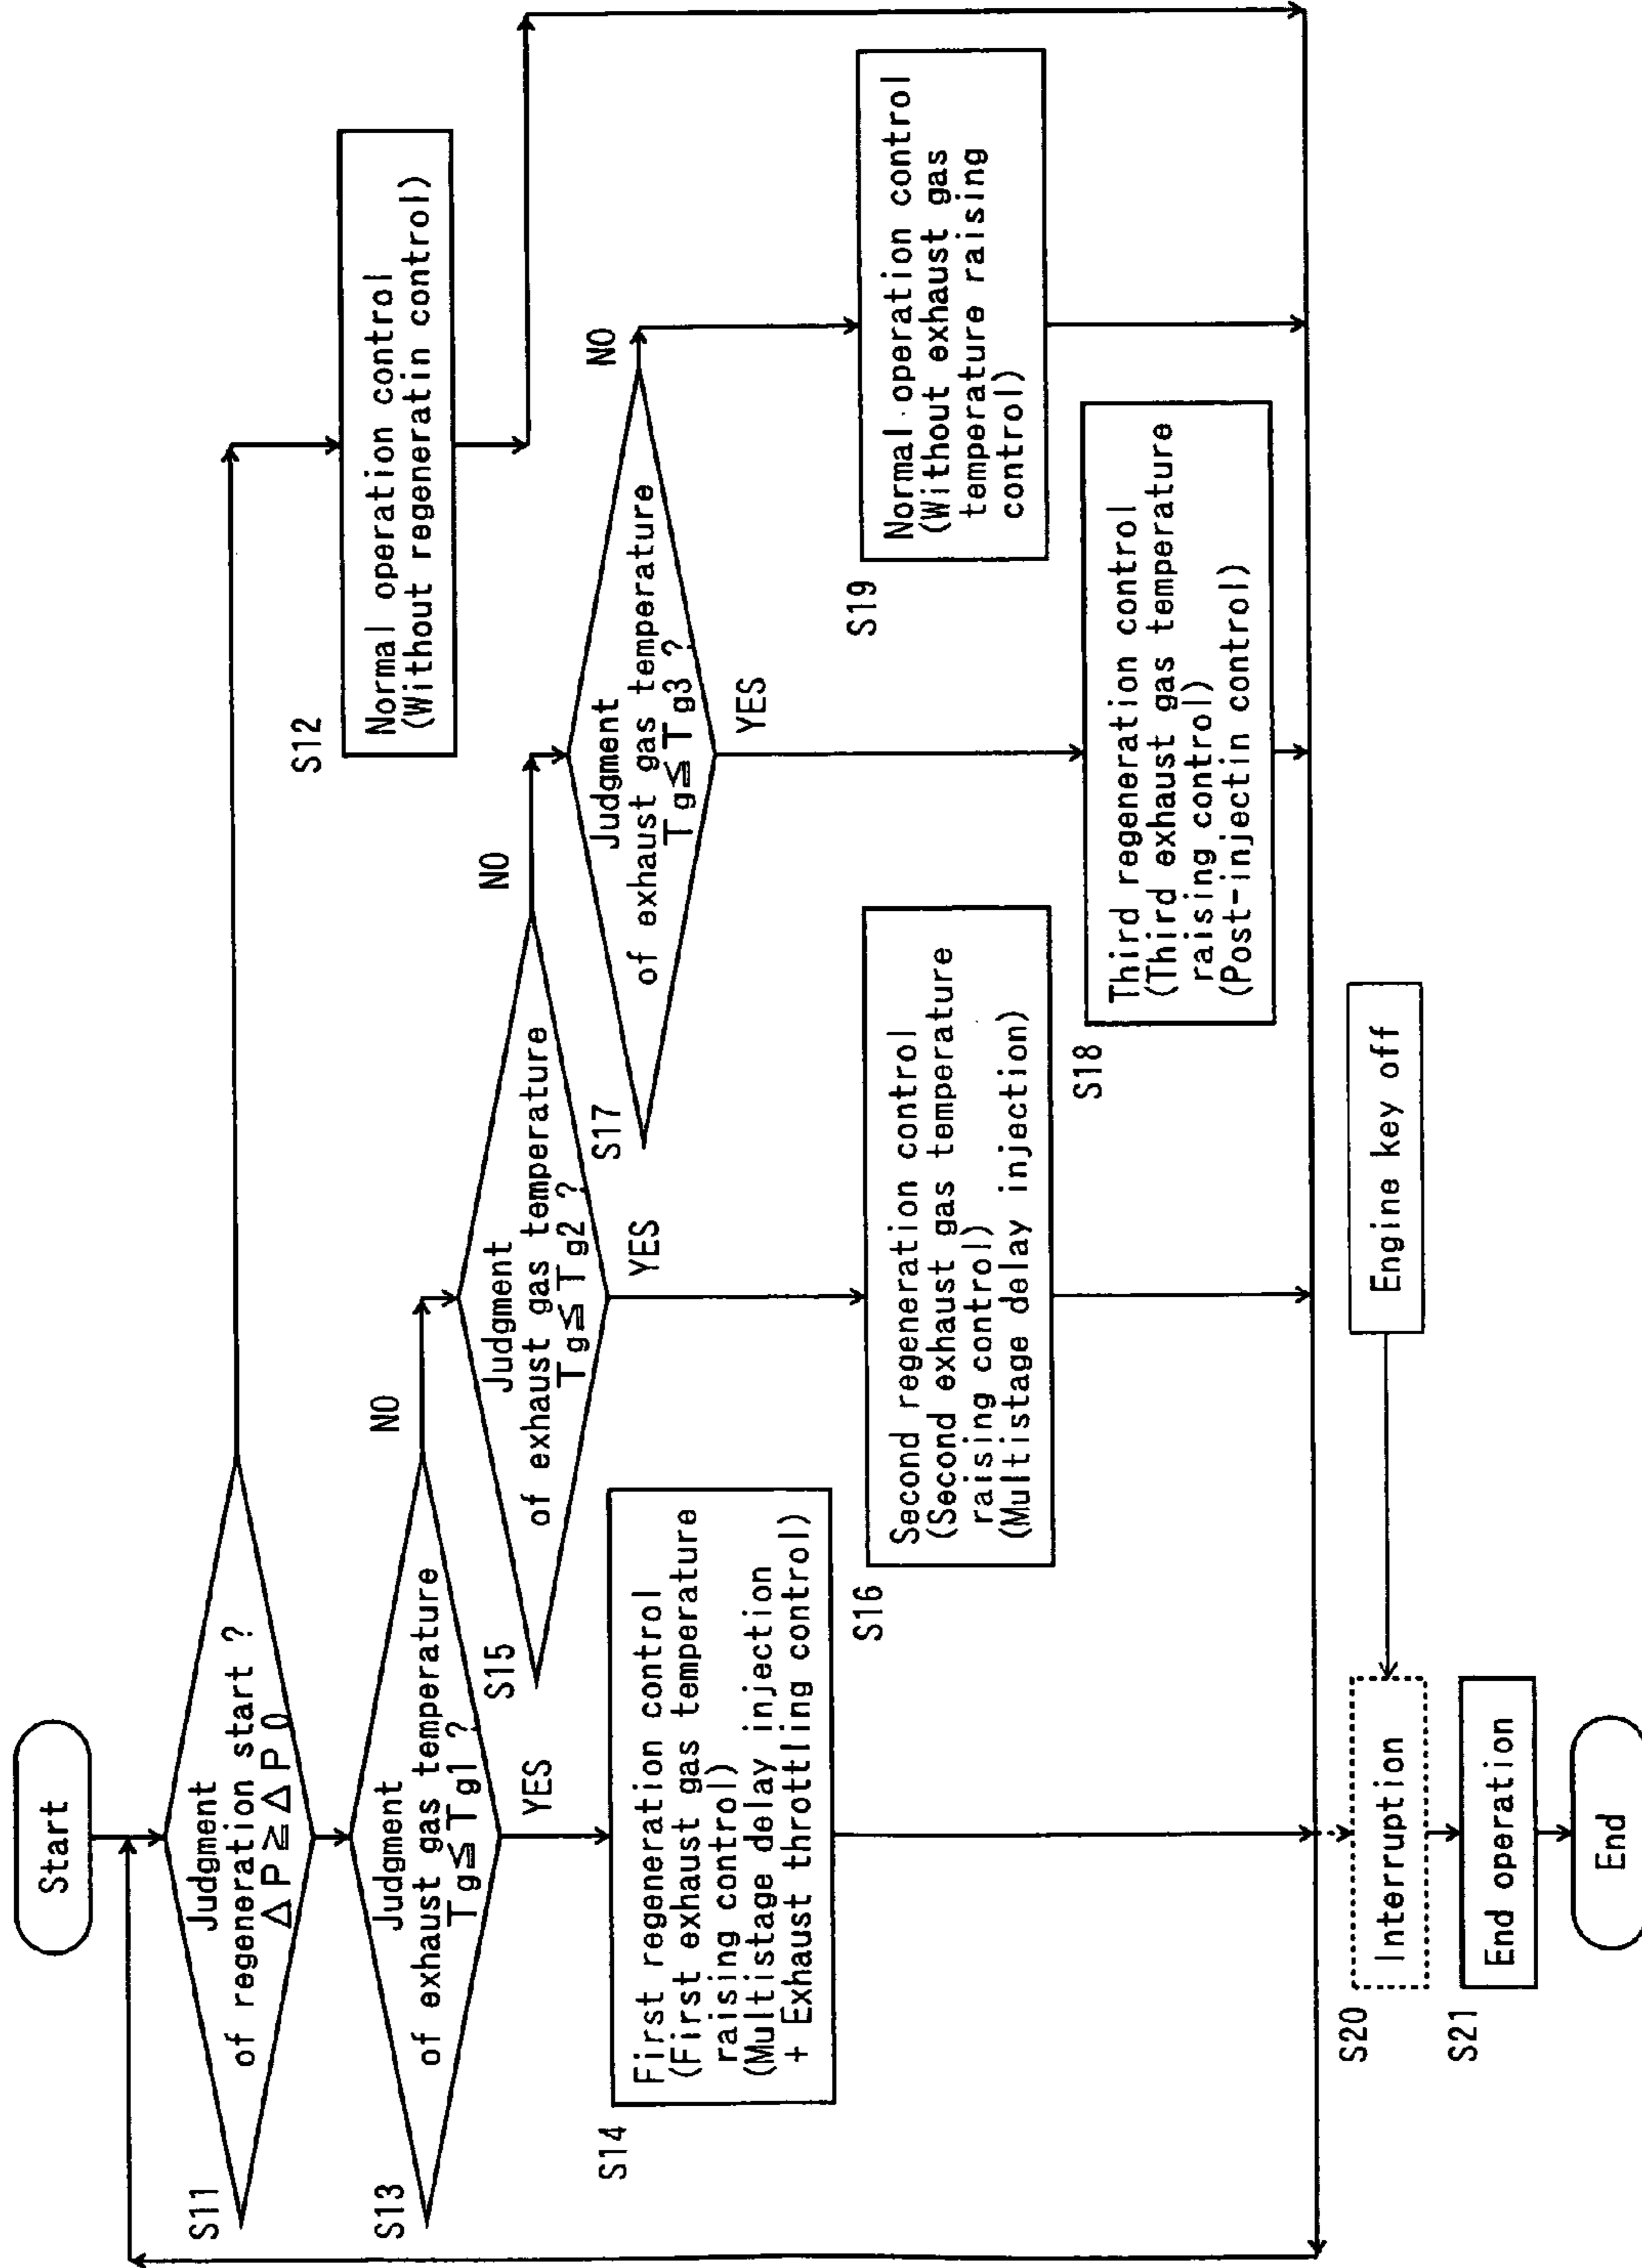 Start
S11
Judgment
of regeneration start ?
ΔP≧ΔP0
S12
Normal operation control
(Without regeneratin control)
S13
Judgment
of exhaust gas temperature
Tg≦Tg1 ?
NO
YES
S14
First regeneration control
(First exhaust gas temperature
raising control)
(Multistage delay injection
+ Exhaust throttling control)
S15
Judgment
of exhaust gas temperature
Tg≦Tg2 ?
NO
YES
S16
Second regeneration control
(Second exhaust gas temperature
raising control)
(Multistage delay injection)
S17
Judgment
of exhaust gas temperature
Tg≦Tg3 ?
NO
YES
S18
Third regeneration control
(Third exhaust gas temperature
raising control)
(Post-injectin control)
S19
Normal operation control
(Without exhaust gas
temperature raising
control)
Engine key off
S20
Interruption
S21
End operation
End